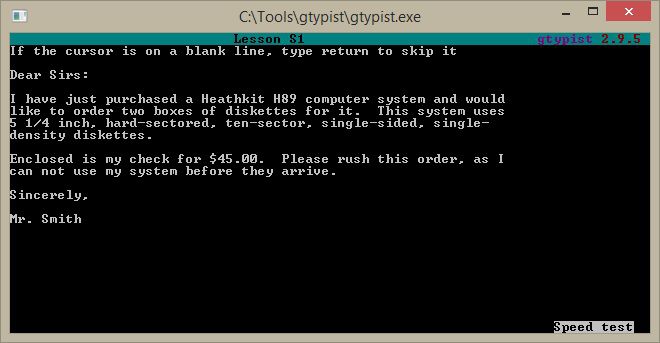 C:\Tools\gtypist\gtypist.exe
Lesson S1 gtypist 2.9.5
If the cursor is on a blank line, type return to skip it
Dear Sirs:
I have just purchased a Heathkit H89 computer system and would
like to order two boxes of diskettes for it.  This system uses
5 1/4 inch, hard-sectored, ten-sector, single-sided, single-
density diskettes.
Enclosed is my check for $45.00.  Please rush this order, as I
can not use my system before they arrive.
Sincerely,
Mr. Smith
Speed test